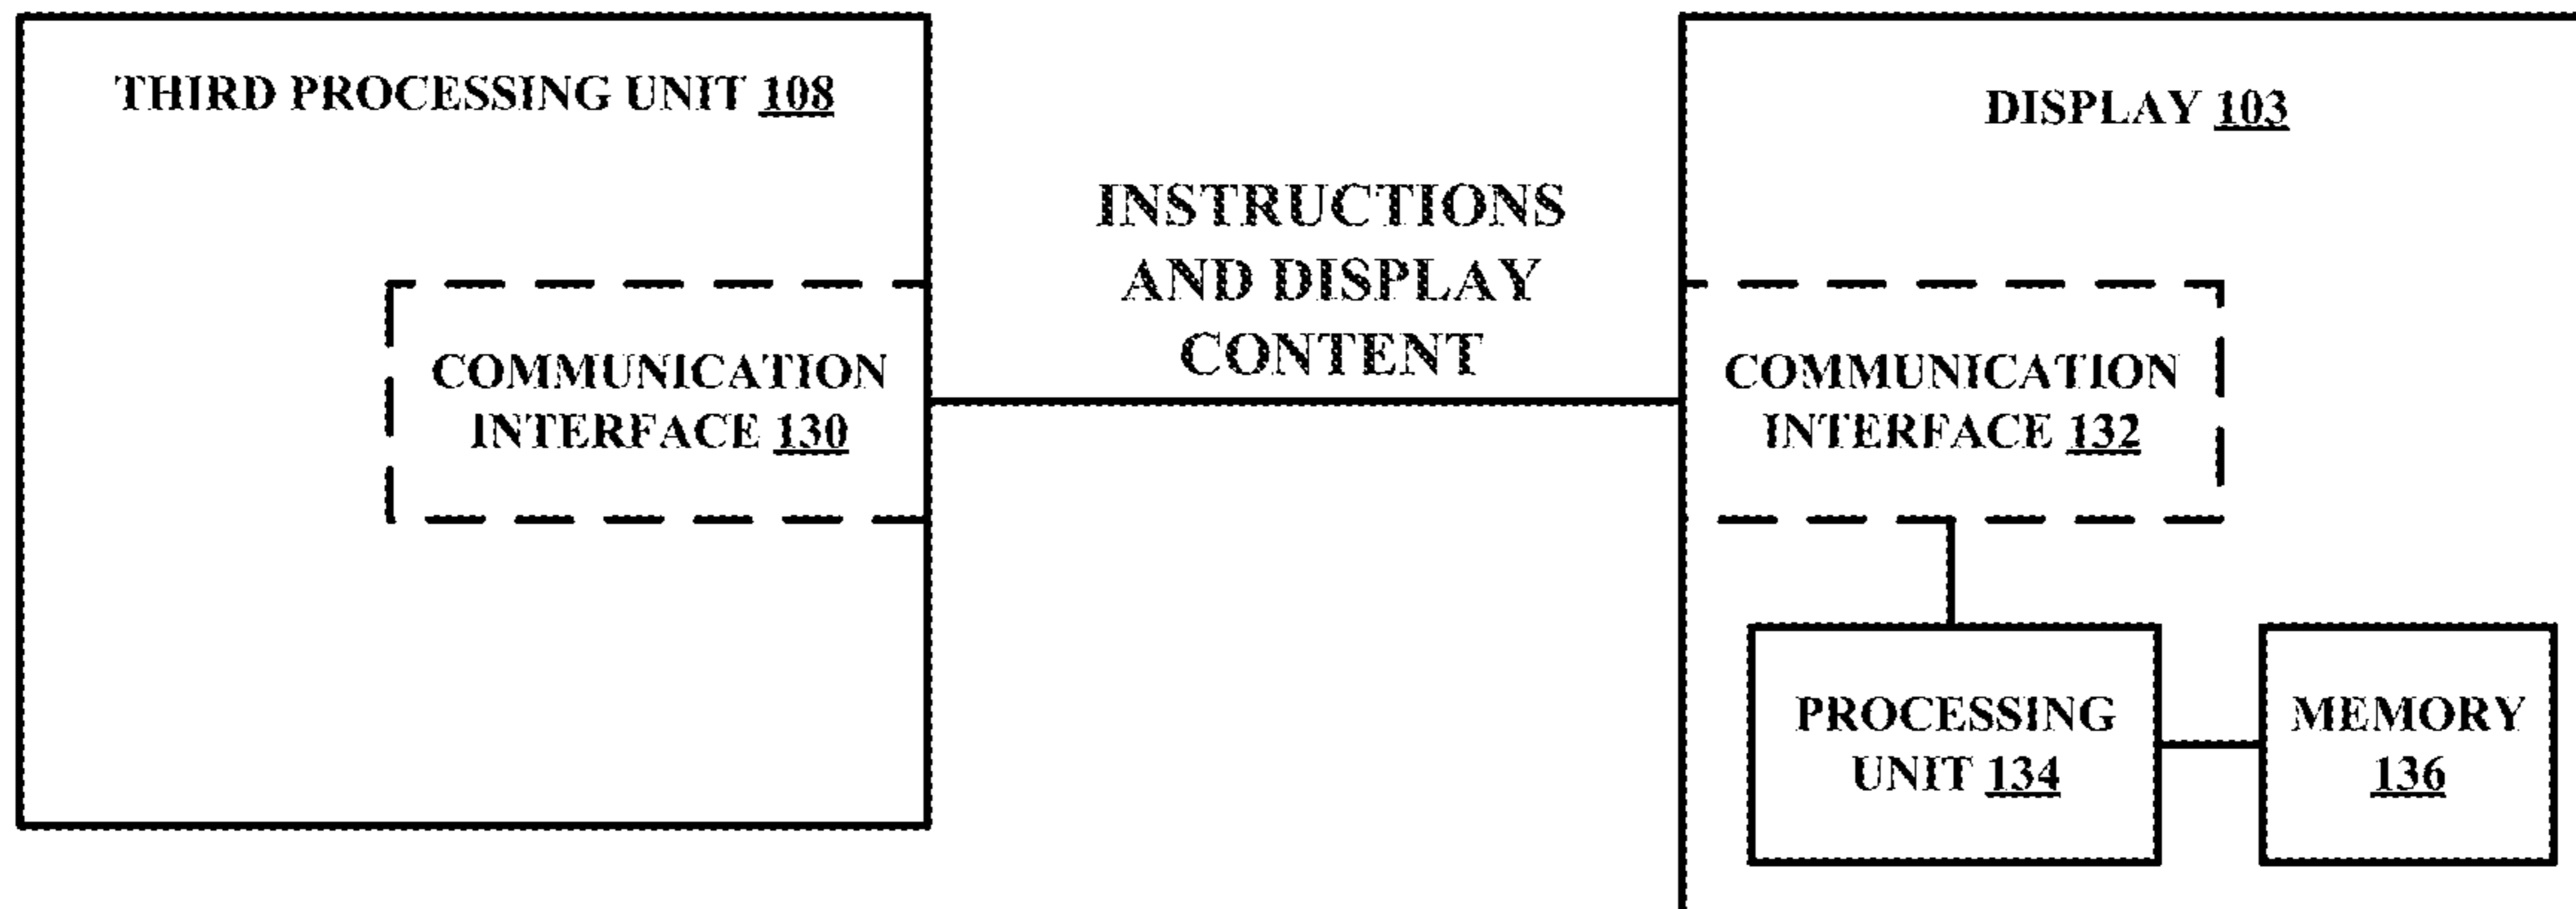 THIRD PROCESSING UNIT 108
DISPLAY 103
INSTRUCTIONS
AND DISPLAY
CONTENT
COMMUNICATION
INTERFACE 130
COMMUNICATION
INTERFACE 132
PROCESSING
UNIT 134
MEMORY
136